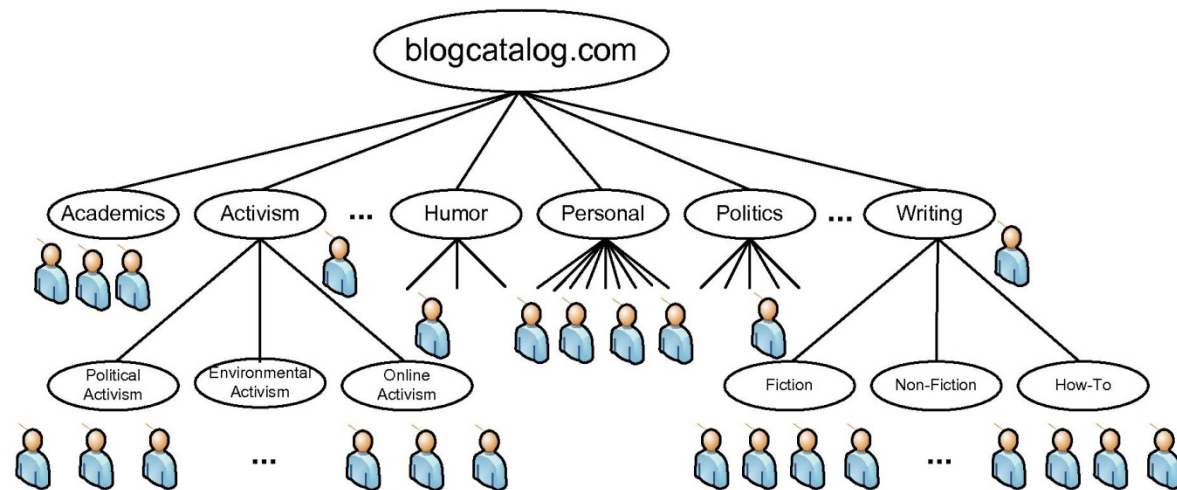 blogcatalog.com
Academics
Activism
...
Humor
Personal
Politics
...
Writing
Political
Activism
Environmental
Activism
Online
Activism
Fiction
Non-Fiction
How-To
...
...